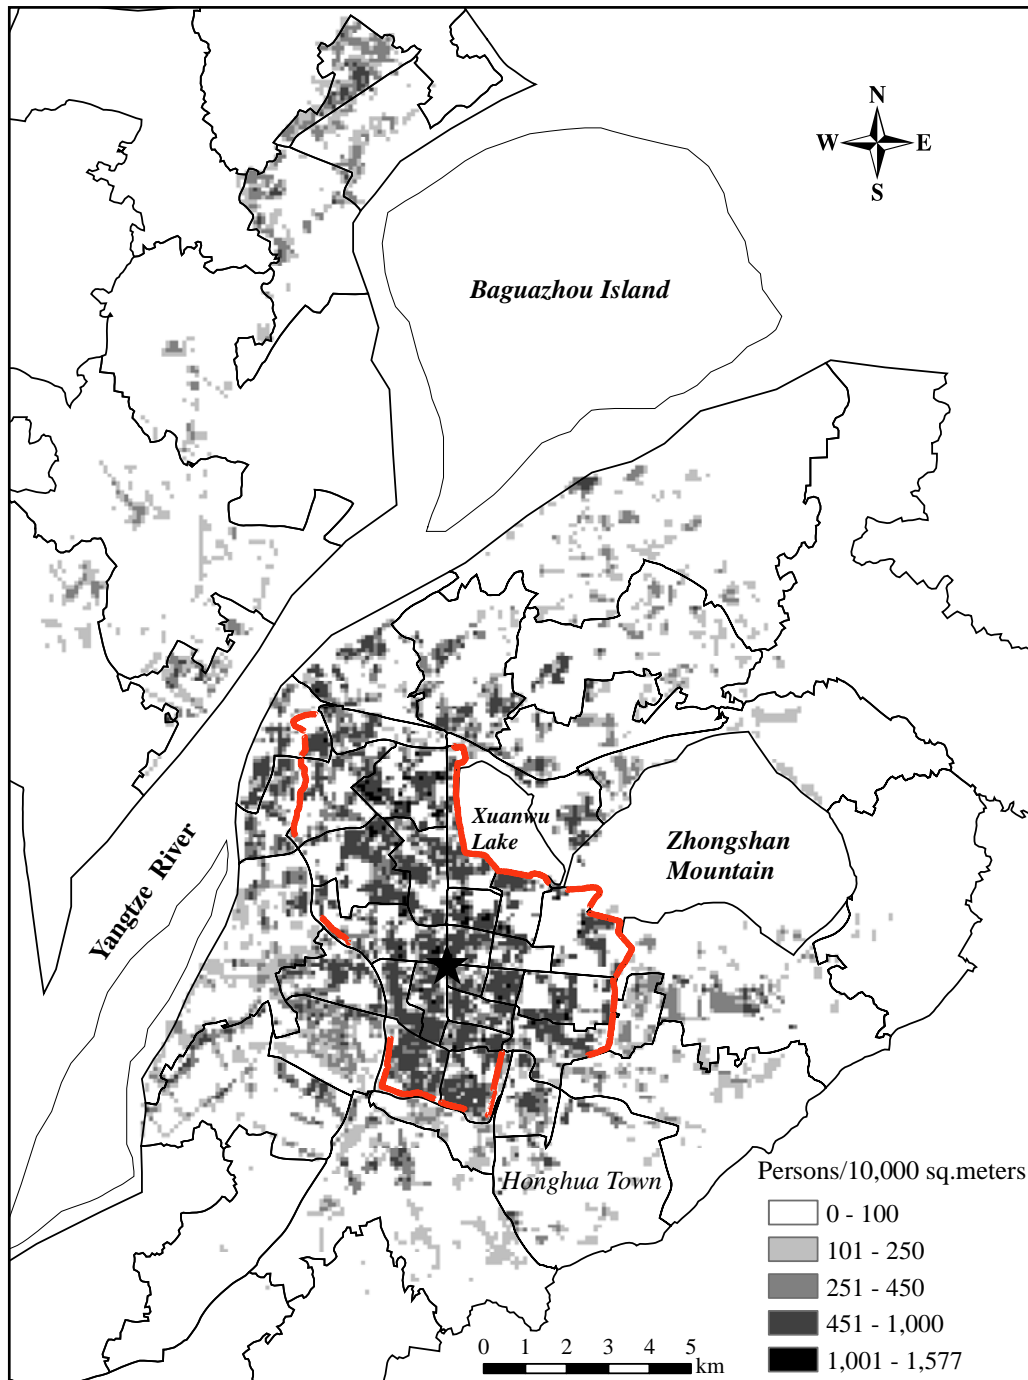 N
W E
S
Baguazhou Island
Xuanwu
Lake
Zhongshan
Mountain
Yangtze River
Honghua Town
Persons/10,000 sq.meters
0 - 100
101 - 250
251 - 450
451 - 1,000
1,001 - 1,577
0 1 2 3 4 5
km